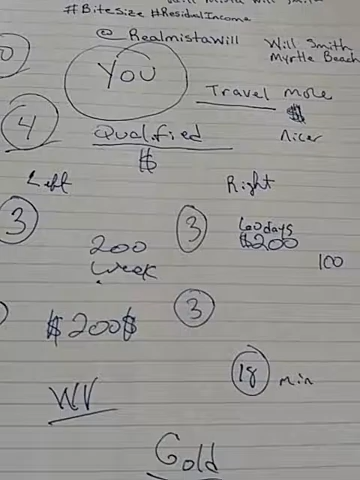 #BiteSize #ResidualIncome
@RealmistaWill
Will Smith
Myrtle Beach
YOU
Travel more
$
Nicer
4
Qualified
$
Left
Right
3
3
60days
$200
100
200
week
3
$200$
18 min
WV
Gold